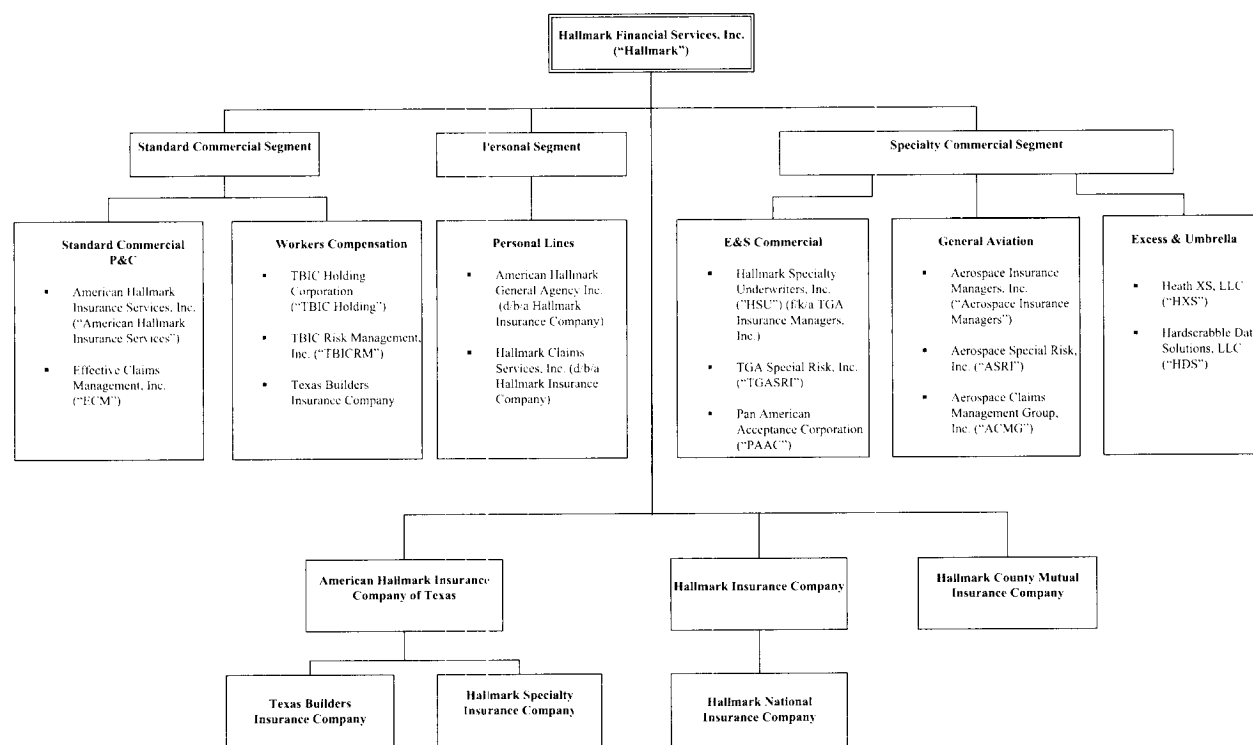 Hallmark Financial Services, Inc.
("Hallmark")
Standard Commercial Segment
Personal Segment
Specialty Commercial Segment
Standard Commercial
P&C
▪ American Hallmark
Insurance Services, Inc.
("American Hallmark
Insurance Services")
▪ Effective Claims
Management, Inc.
("ECM")
Workers Compensation
▪ TBIC Holding
Corporation
("TBIC Holding")
▪ TBIC Risk Management,
Inc. ("TBICRM")
▪ Texas Builders
Insurance Company
Personal Lines
▪ American Hallmark
General Agency Inc.
(d/b/a Hallmark
Insurance Company)
▪ Hallmark Claims
Services, Inc. (d/b/a
Hallmark Insurance
Company)
E&S Commercial
▪ Hallmark Specialty
Underwriters, Inc.
("HSU") (f/k/a TGA
Insurance Managers,
Inc.)
▪ TGA Special Risk, Inc.
("TGASRI")
▪ Pan American
Acceptance Corporation
("PAAC")
General Aviation
▪ Aerospace Insurance
Managers, Inc.
("Aerospace Insurance
Managers")
▪ Aerospace Special Risk,
Inc. ("ASRI")
▪ Aerospace Claims
Management Group,
Inc. ("ACMG")
Excess & Umbrella
▪ Heath XS, LLC
("HXS")
▪ Hardscrabble Data
Solutions, LLC
("HDS")
American Hallmark Insurance
Company of Texas
Hallmark Insurance Company
Hallmark County Mutual
Insurance Company
Texas Builders
Insurance Company
Hallmark Specialty
Insurance Company
Hallmark National
Insurance Company